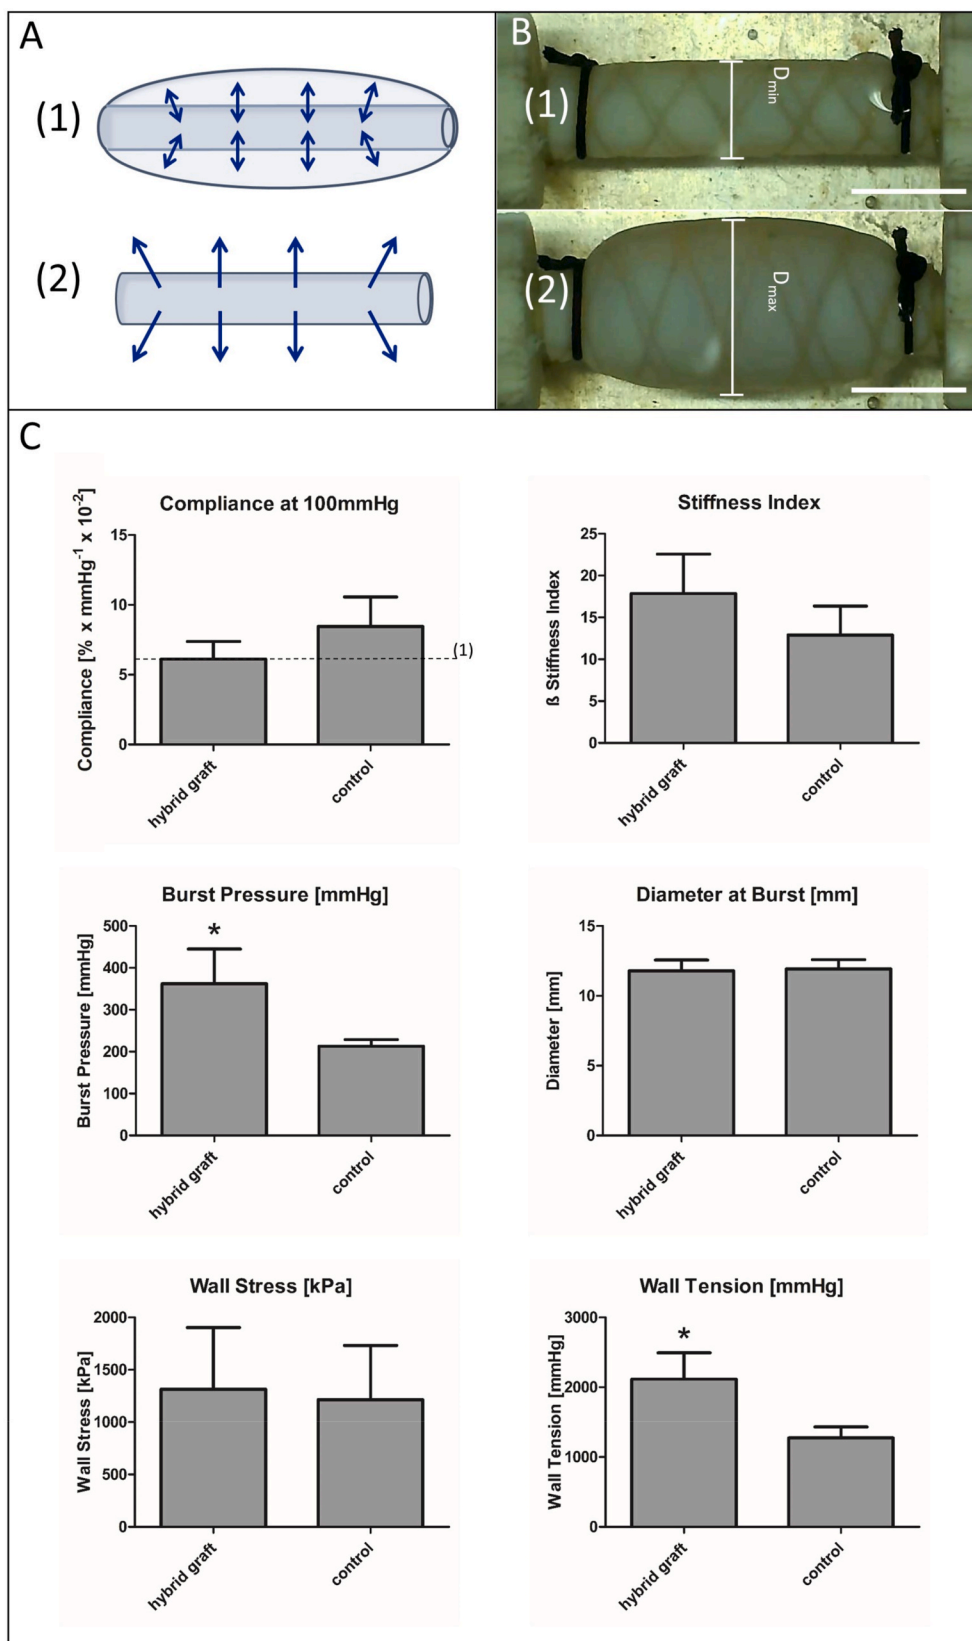 A
(1)
(2)
B
(1)
Dmin
(2)
Dmax
C
Compliance at 100mmHg
Compliance [% x mmHg⁻¹ x 10⁻²]
15
10
5
0
(1)
hybrid graft
control
Stiffness Index
ß Stiffness Index
25
20
15
10
5
0
hybrid graft
control
Burst Pressure [mmHg]
Burst Pressure [mmHg]
500
400
300
200
100
0
*
hybrid graft
control
Diameter at Burst [mm]
Diameter [mm]
15
10
5
0
hybrid graft
control
Wall Stress [kPa]
Wall Stress [kPa]
2000
1500
1000
500
0
hybrid graft
control
Wall Tension [mmHg]
Wall Tension [mmHg]
3000
2000
1000
0
*
hybrid graft
control